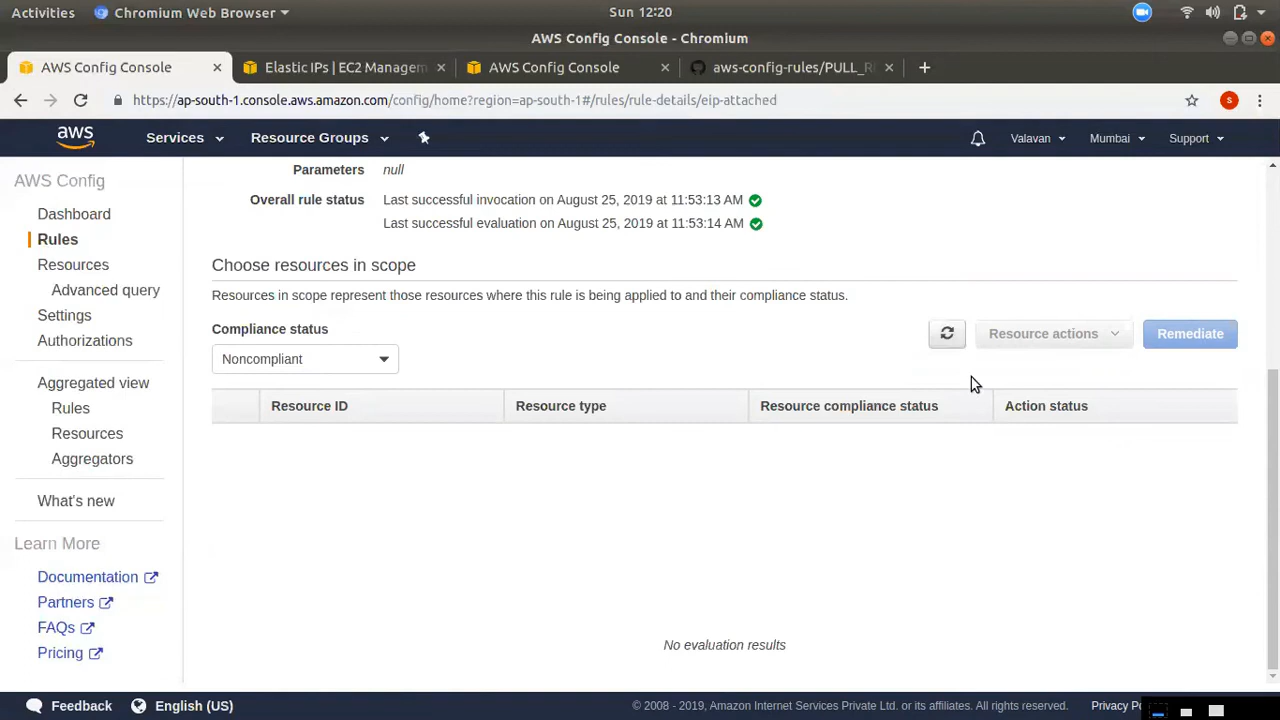 Activities
Chromium Web Browser
Sun 12:20
AWS Config Console - Chromium
AWS Config Console
Elastic IPs | EC2 Managem
AWS Config Console
aws-config-rules/PULL_R
https://ap-south-1.console.aws.amazon.com/config/home?region=ap-south-1#/rules/rule-details/eip-attached
S
aws
Services
Resource Groups
Valavan
Mumbai
Support
AWS Config
Dashboard
Rules
Resources
Advanced query
Settings
Authorizations
Aggregated view
Rules
Resources
Aggregators
What's new
Learn More
Documentation
Partners
FAQs
Pricing
Parameters null
Overall rule status Last successful invocation on August 25, 2019 at 11:53:13 AM
Last successful evaluation on August 25, 2019 at 11:53:14 AM
Choose resources in scope
Resources in scope represent those resources where this rule is being applied to and their compliance status.
Compliance status
Noncompliant
Resource actions
Remediate
Resource ID
Resource type
Resource compliance status
Action status
No evaluation results
Feedback
English (US)
© 2008 - 2019, Amazon Internet Services Private Ltd. or its affiliates. All rights reserved.
Privacy P